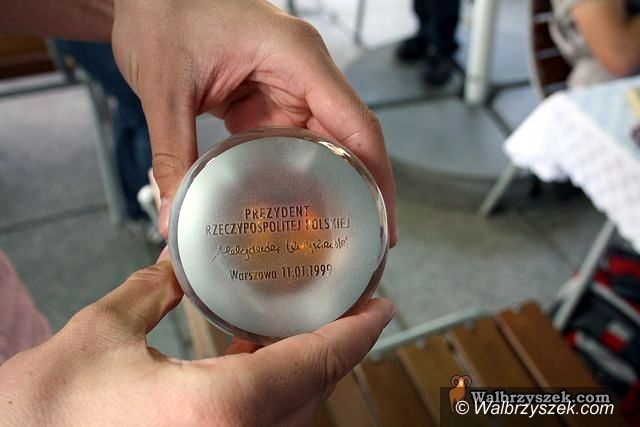 PREZYDENT
RZECZYPOSPOLITEJ POLSKIEJ
Aleksander Kwaśniewski
Warszawa 11.01.1999
Walbrzyszek.com
© Walbrzyszek.com